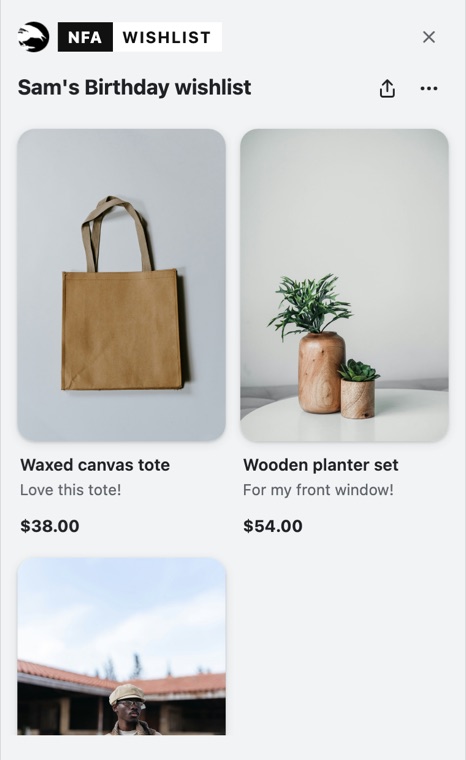 NFA WISHLIST
Sam's Birthday wishlist
Waxed canvas tote
Love this tote!
$38.00
Wooden planter set
For my front window!
$54.00